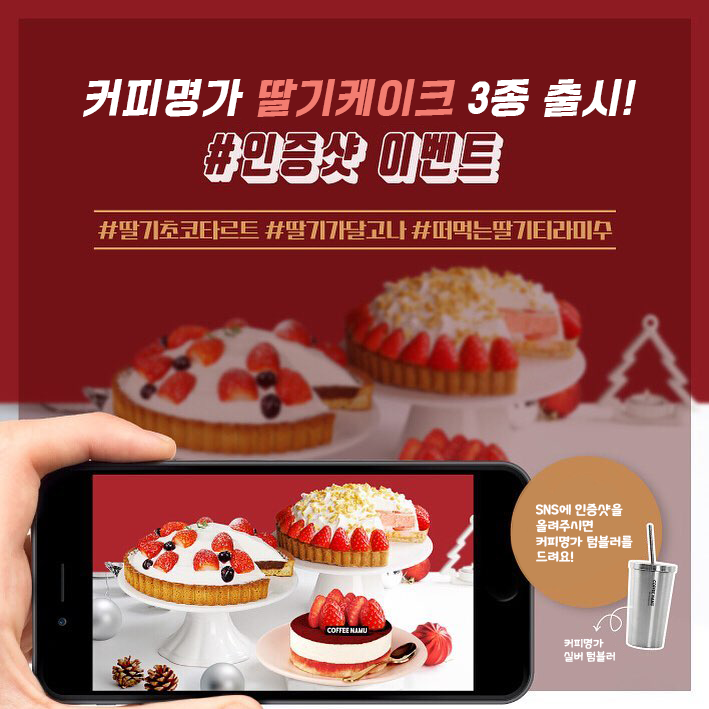 커피명가 딸기케이크 3종 출시!
#인증샷 이벤트
#딸기초코타르트 #딸기가달고나 #떠먹는딸기티라미수
SNS에 인증샷을
올려주시면
커피명가 텀블러를
드려요!
COFFEE NAMU
COFFEE NAMU
커피명가
실버 텀블러